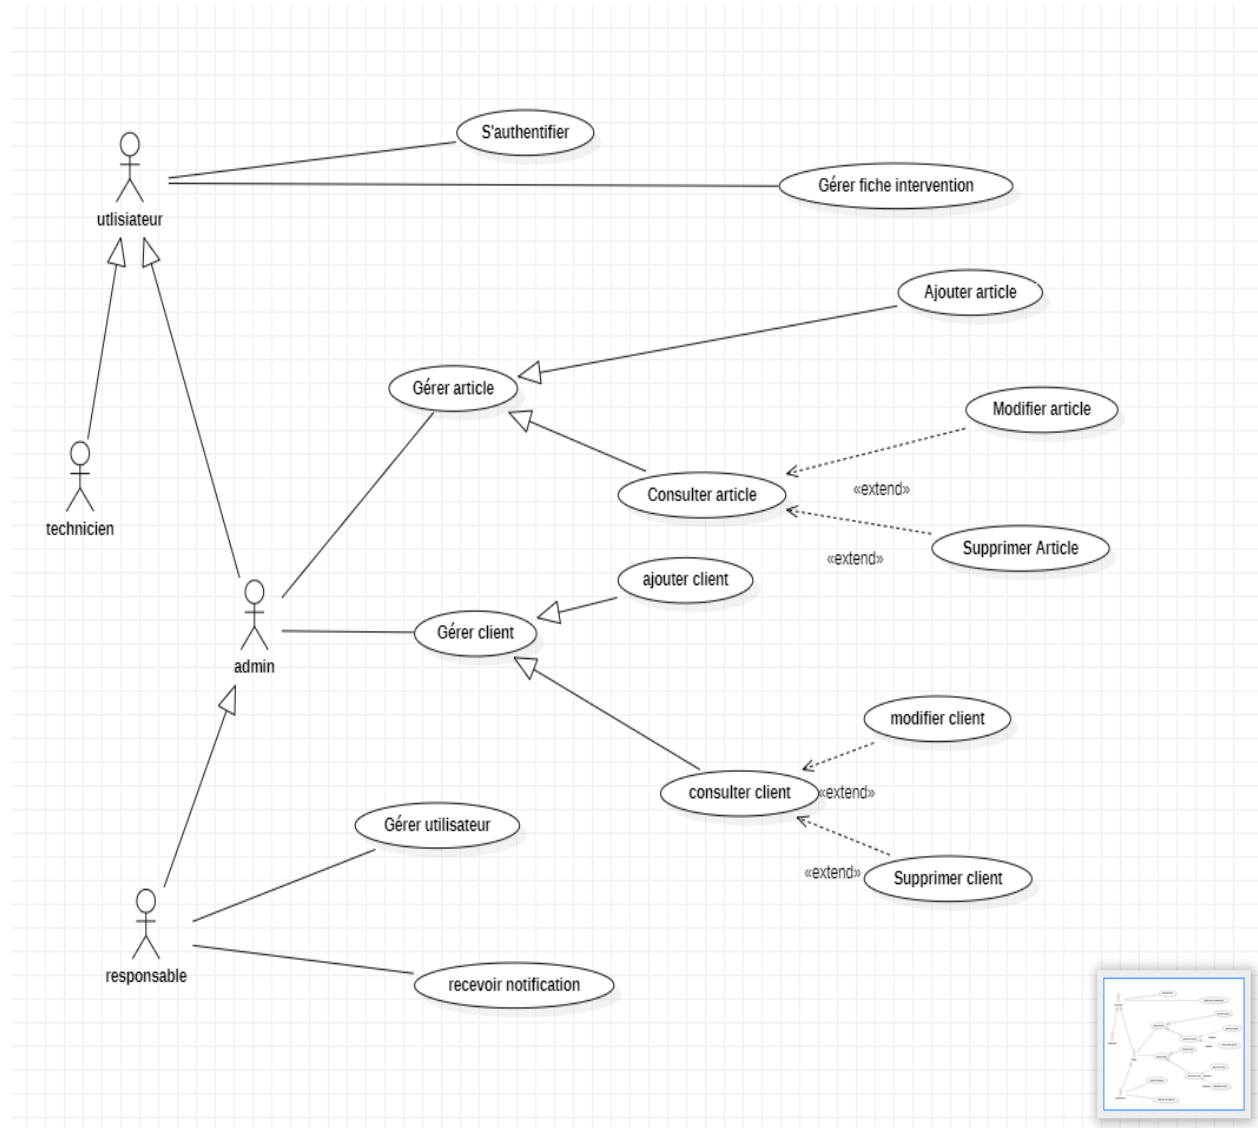 S'authentifier
Gérer fiche intervention
utlisiateur
Ajouter article
Gérer article
Modifier article
«extend»
Consulter article
technicien
Supprimer Article
«extend»
ajouter client
Gérer client
admin
modifier client
consulter client
«extend»
Gérer utilisateur
«extend»
Supprimer client
responsable
recevoir notification